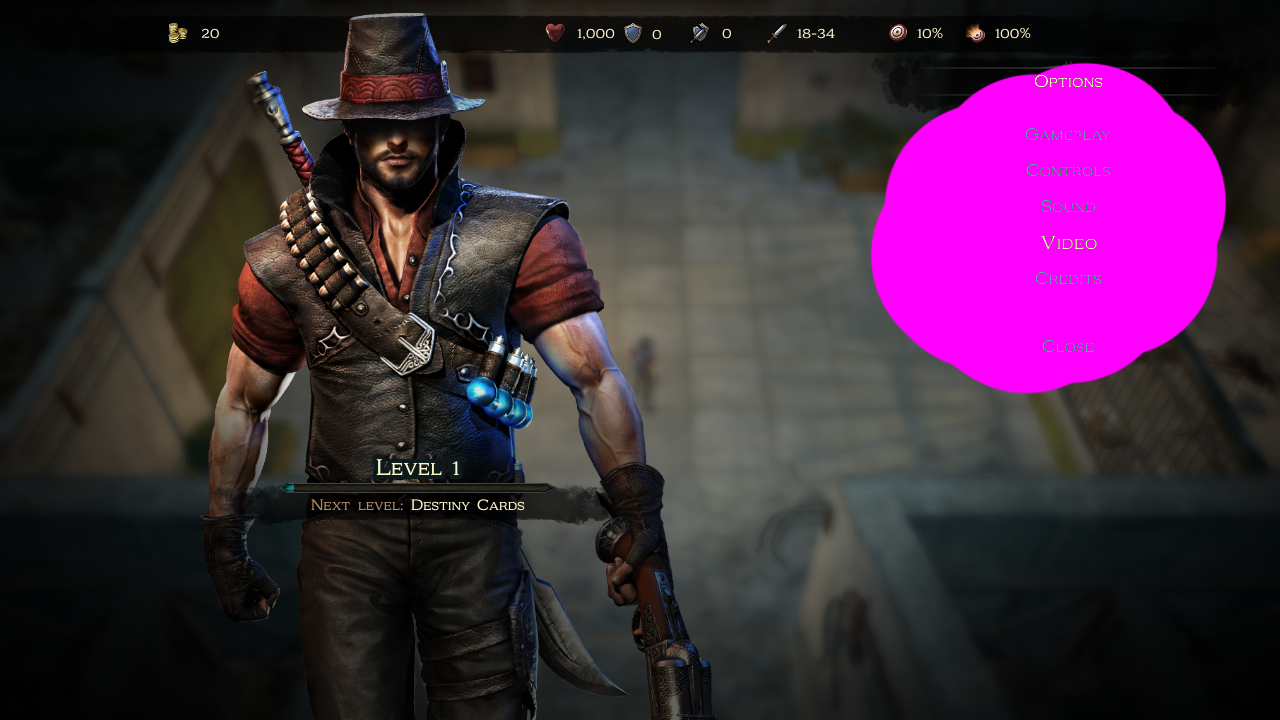 20 1,000 0 0 18-34 10% 100%
Options
Gameplay
Controls
Sound
Video
Credits
Close
Level 1
Next level: Destiny Cards